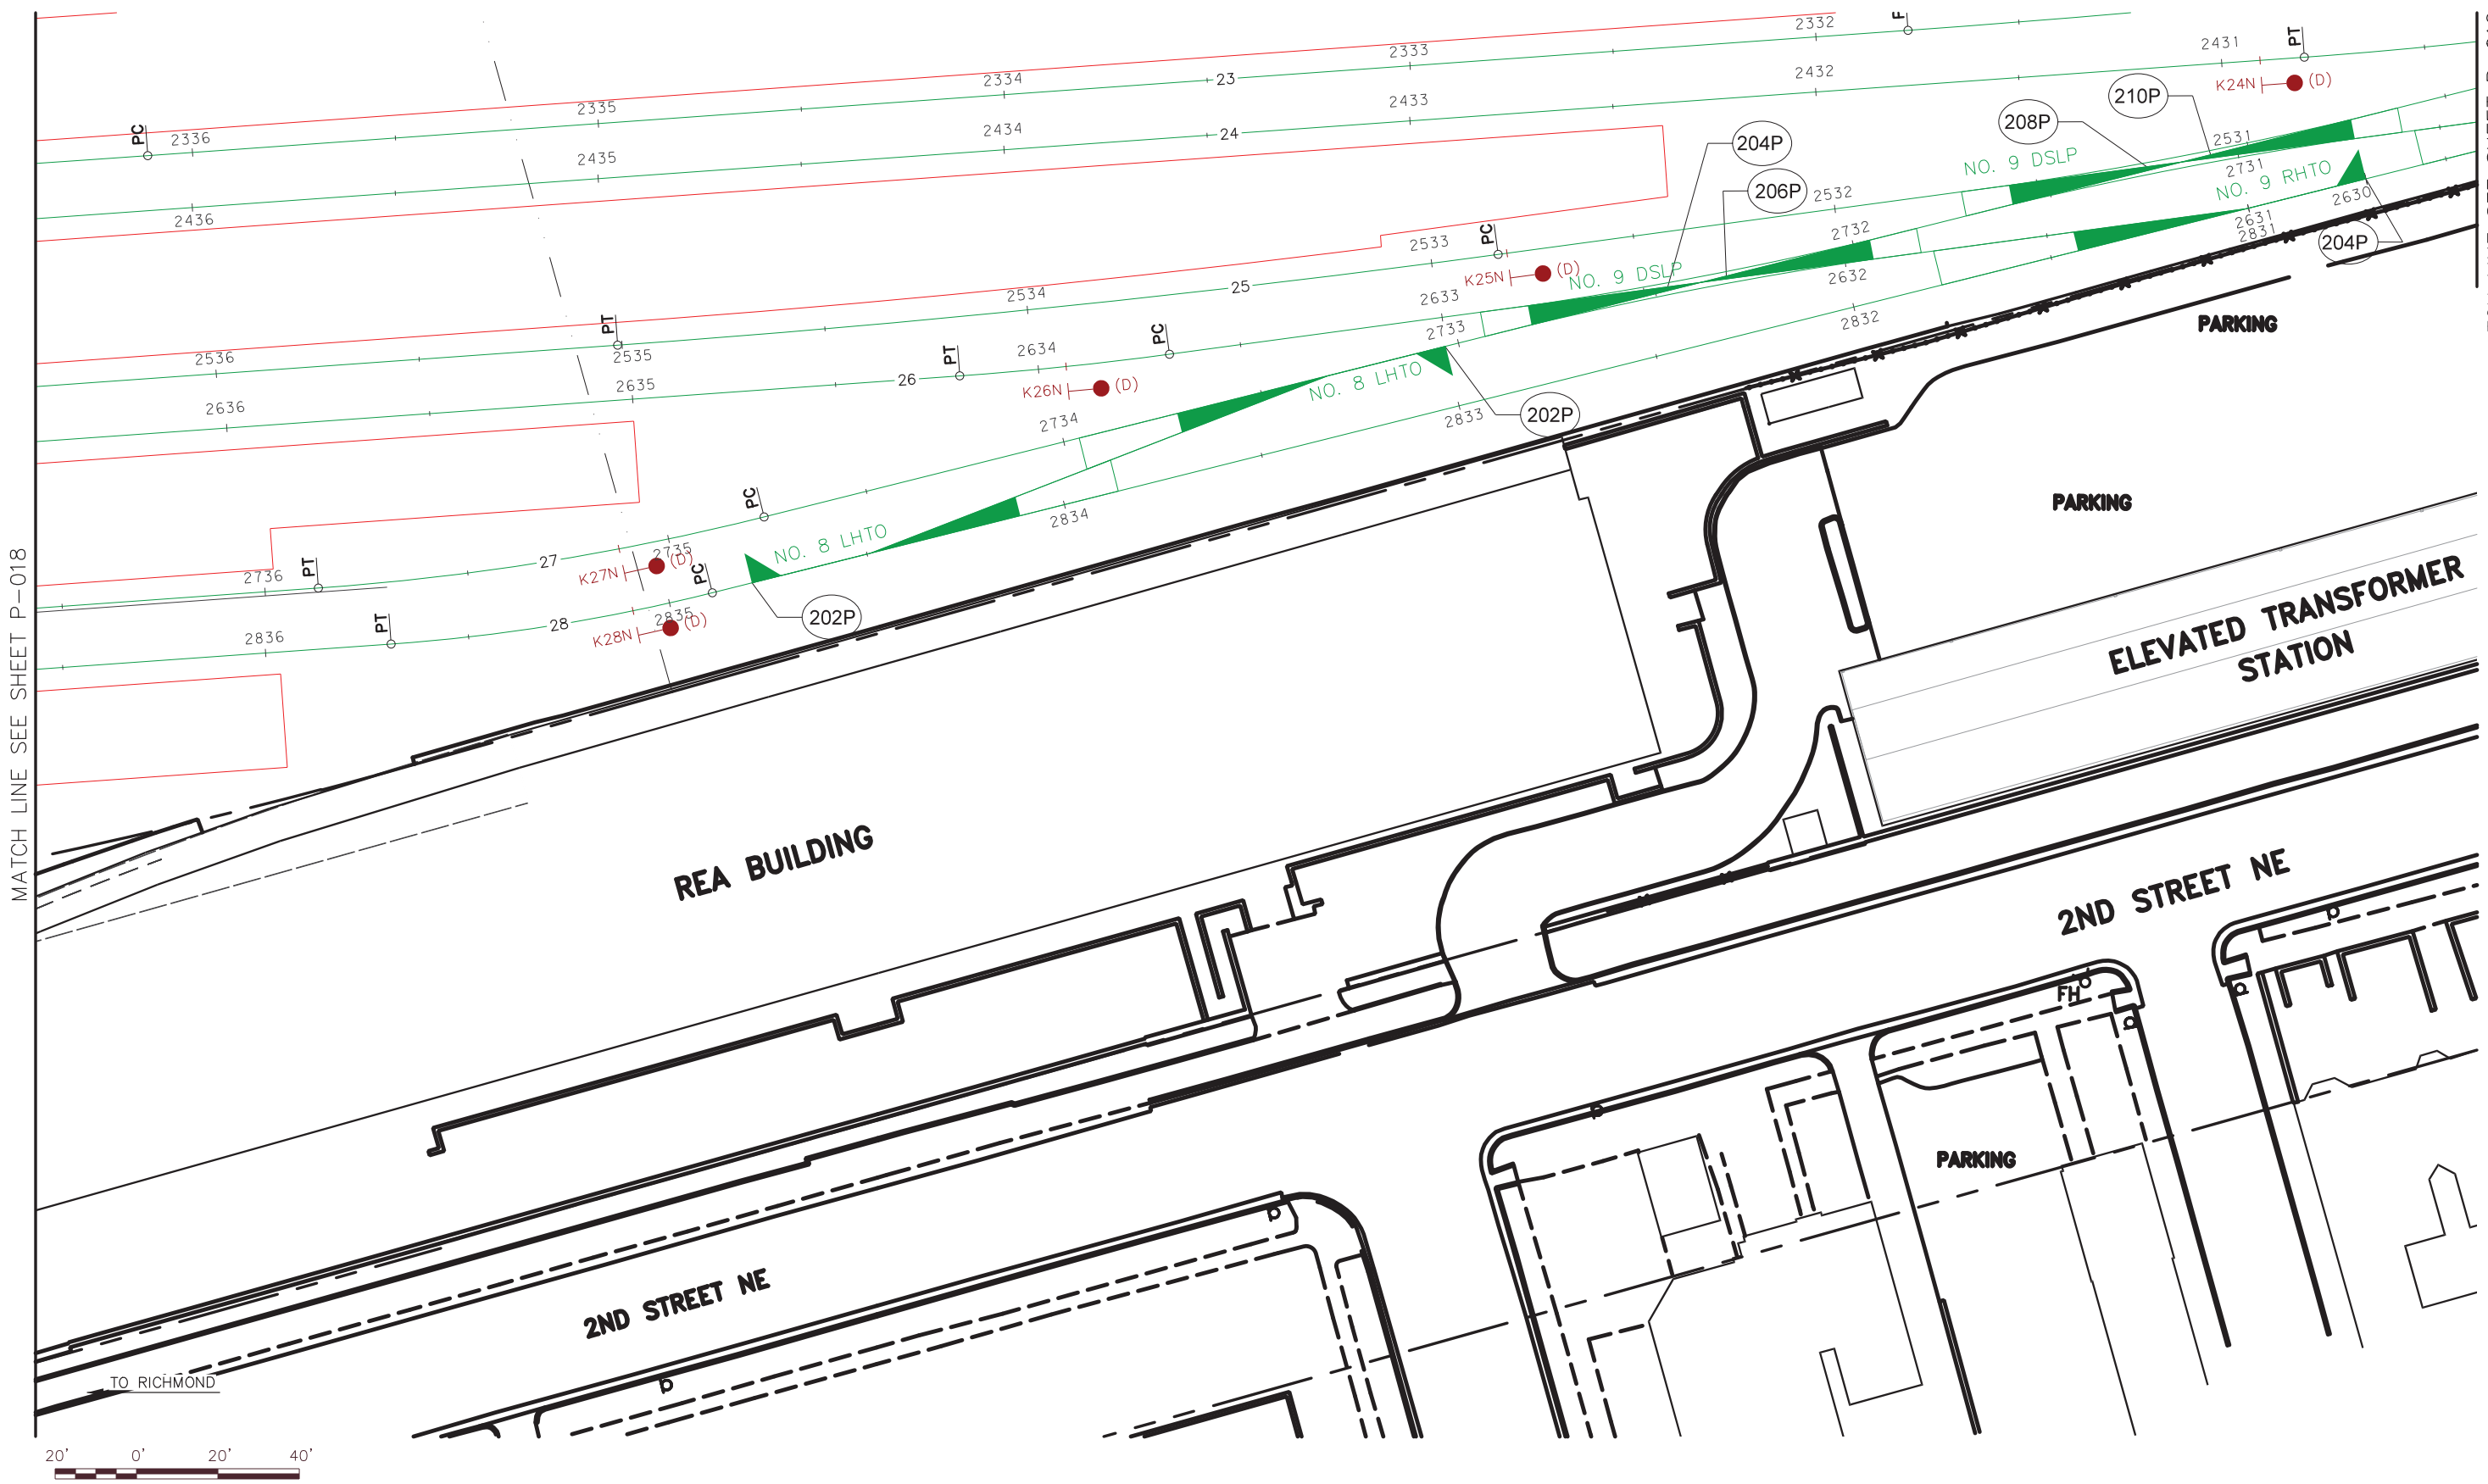 2332
F
2431
PT
2333
23
2334
2432
K24N
(D)
210P
2335
2433
208P
PC
2336
2434
24
204P
2531
NO. 9 DSLP
2731
2435
NO. 9 RHTO
206P
2532
2630
2436
2631
2831
204P
2732
PC
2533
K25N
(D)
NO. 9 DSLP
2632
25
2534
2633
PARKING
2832
2733
PT
2535
PC
2536
2634
PT
2635
26
K26N
(D)
NO. 8 LHTO
2636
202P
2734
2833
PC
PARKING
2834
NO. 8 LHTO
2735
27
K27N
(D)
PT
2736
PC
2835
202P
K28N
(D)
28
PT
2836
ELEVATED TRANSFORMER
STATION
MATCH LINE SEE SHEET P-018
REA BUILDING
2ND STREET NE
FH
PARKING
2ND STREET NE
TO RICHMOND
20' 0' 20' 40'